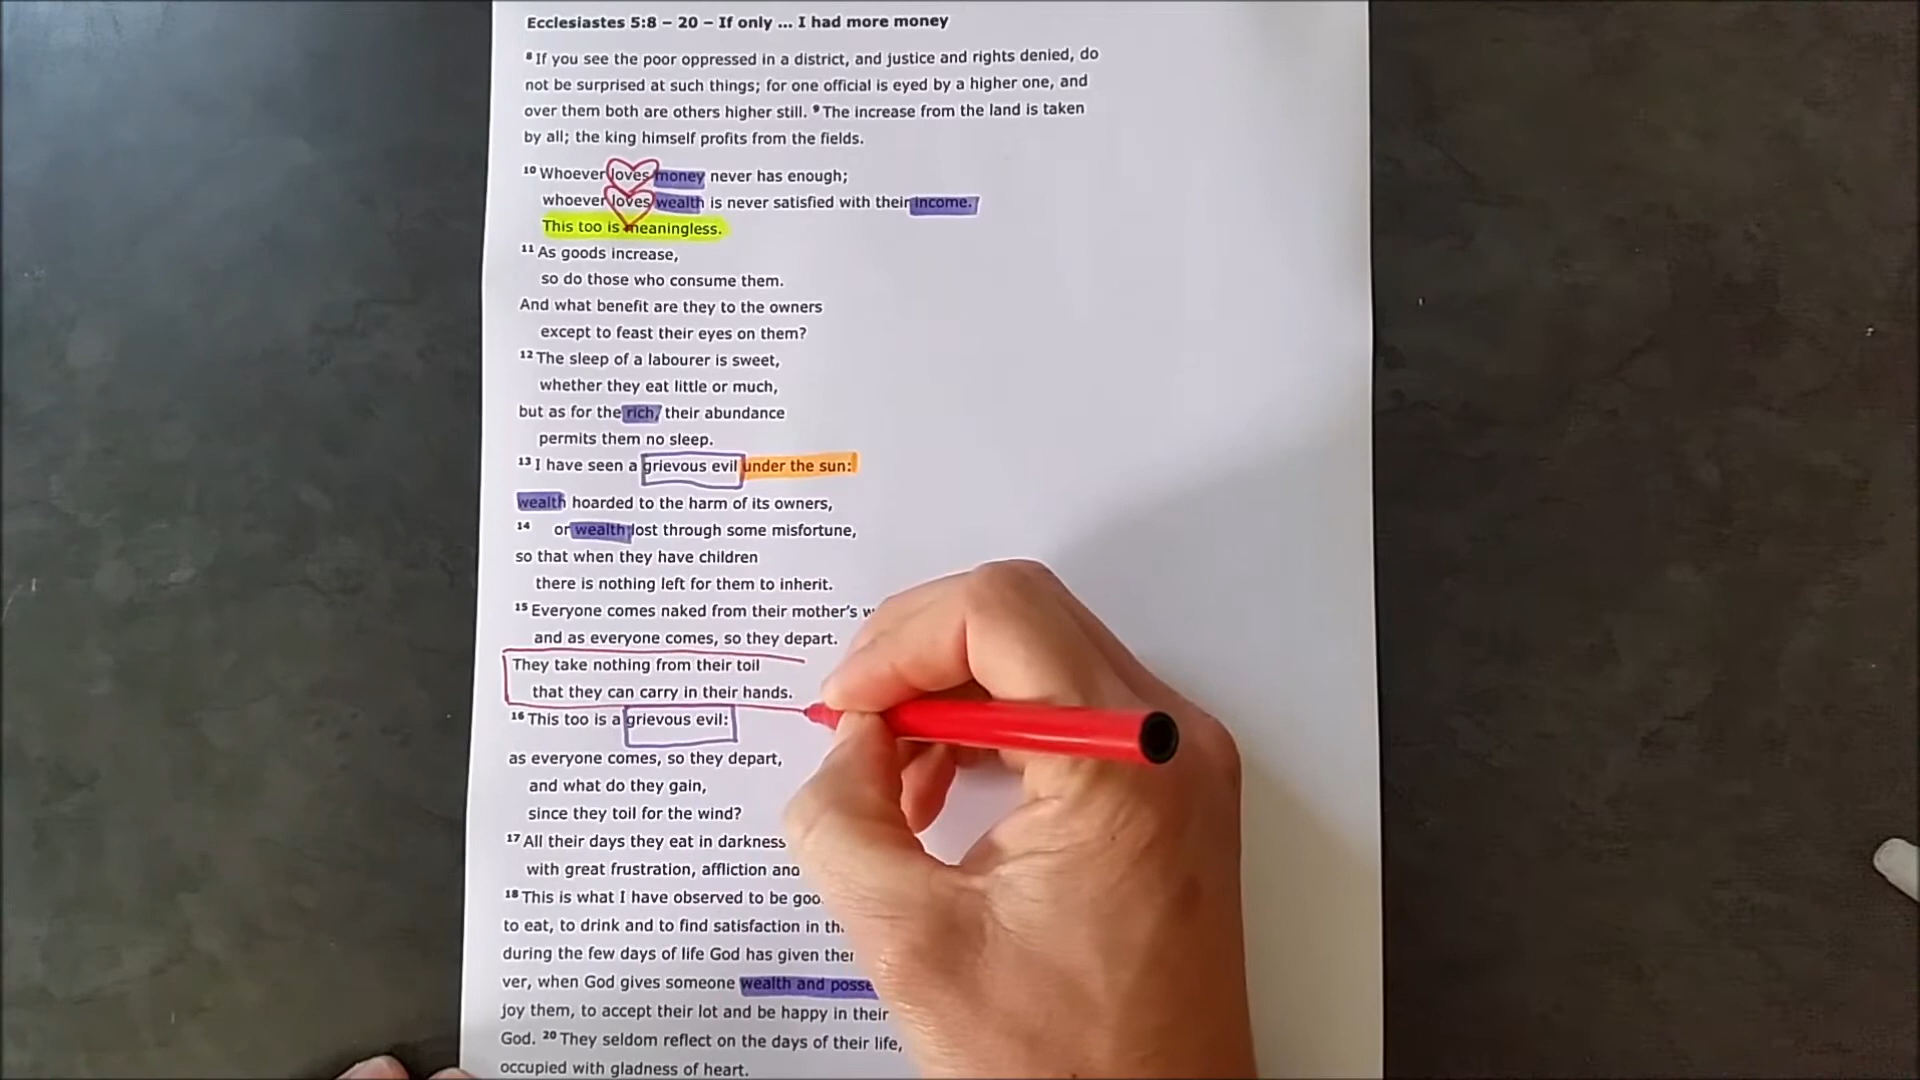 Ecclesiastes 5:8 – 20 – If only ... I had more money
8 If you see the poor oppressed in a district, and justice and rights denied, do
not be surprised at such things; for one official is eyed by a higher one, and
over them both are others higher still. 9 The increase from the land is taken
by all; the king himself profits from the fields.
10 Whoever loves money never has enough;
whoever loves wealth is never satisfied with their income.
This too is meaningless.
11 As goods increase,
so do those who consume them.
And what benefit are they to the owners
except to feast their eyes on them?
12 The sleep of a labourer is sweet,
whether they eat little or much,
but as for the rich, their abundance
permits them no sleep.
13 I have seen a grievous evil under the sun:
wealth hoarded to the harm of its owners,
14 or wealth lost through some misfortune,
so that when they have children
there is nothing left for them to inherit.
15 Everyone comes naked from their mother's
and as everyone comes, so they depart.
They take nothing from their toil
that they can carry in their hands.
16 This too is a grievous evil:
as everyone comes, so they depart,
and what do they gain,
since they toil for the wind?
17 All their days they eat in darkness
with great frustration, affliction
18 This is what I have observed to be
to eat, to drink and to find satisfaction in
during the few days of life God has given
ver, when God gives someone wealth and
joy them, to accept their lot and be happy in their
God. 20 They seldom reflect on the days of their life,
occupied with gladness of heart.